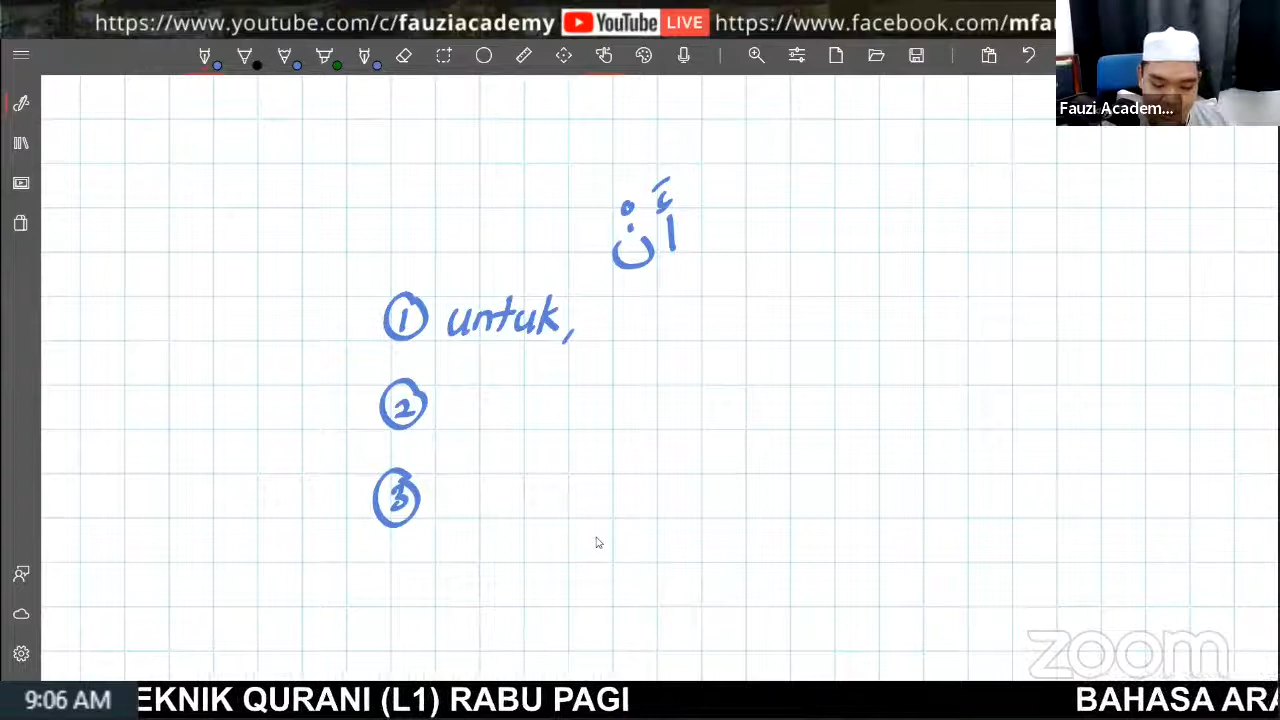 https://www.youtube.com/c/fauziacademy YouTube LIVE https://www.facebook.com/mfau
Fauzi Academ...
أَنْ
1 untuk,
2
3
zoom
9:06 AM EKNIK QURANI (L1) RABU PAGI BAHASA ARA